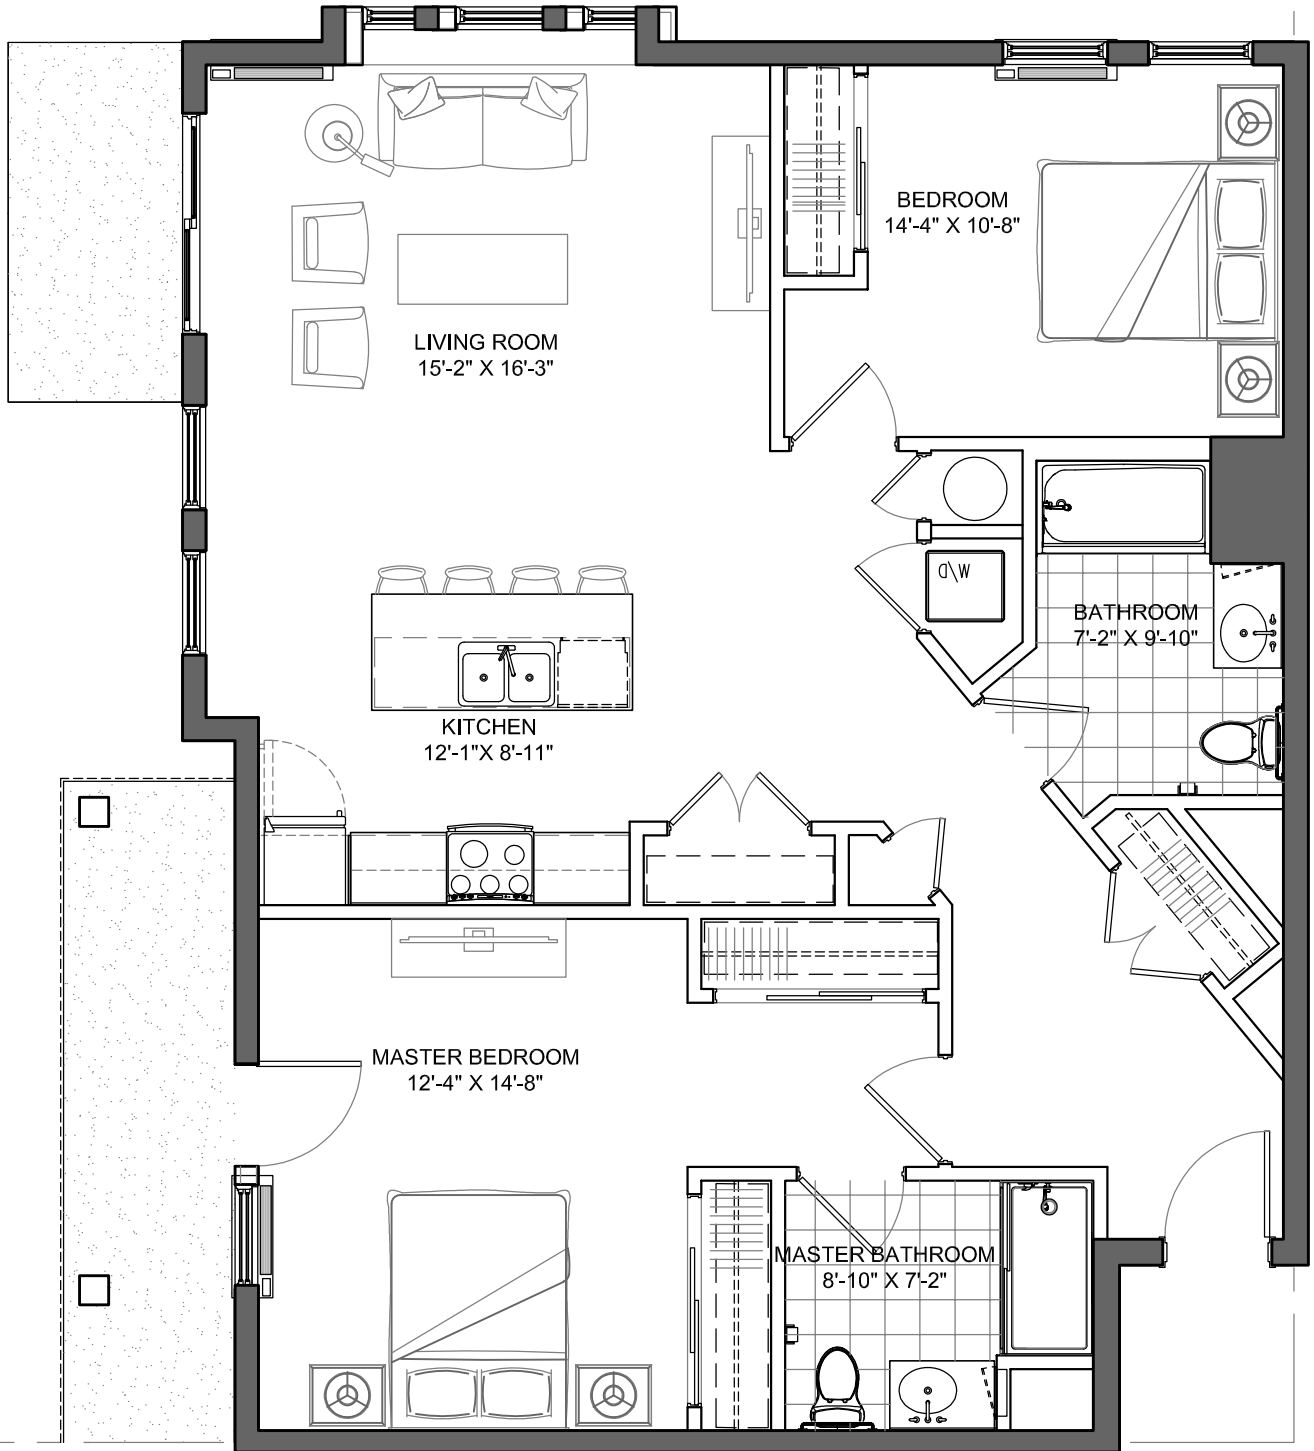 BEDROOM
14'-4" X 10'-8"
LIVING ROOM
15'-2" X 16'-3"
W/D
BATHROOM
7'-2" X 9'-10"
KITCHEN
12'-1"X 8'-11"
MASTER BEDROOM
12'-4" X 14'-8"
MASTER BATHROOM
8'-10" X 7'-2"